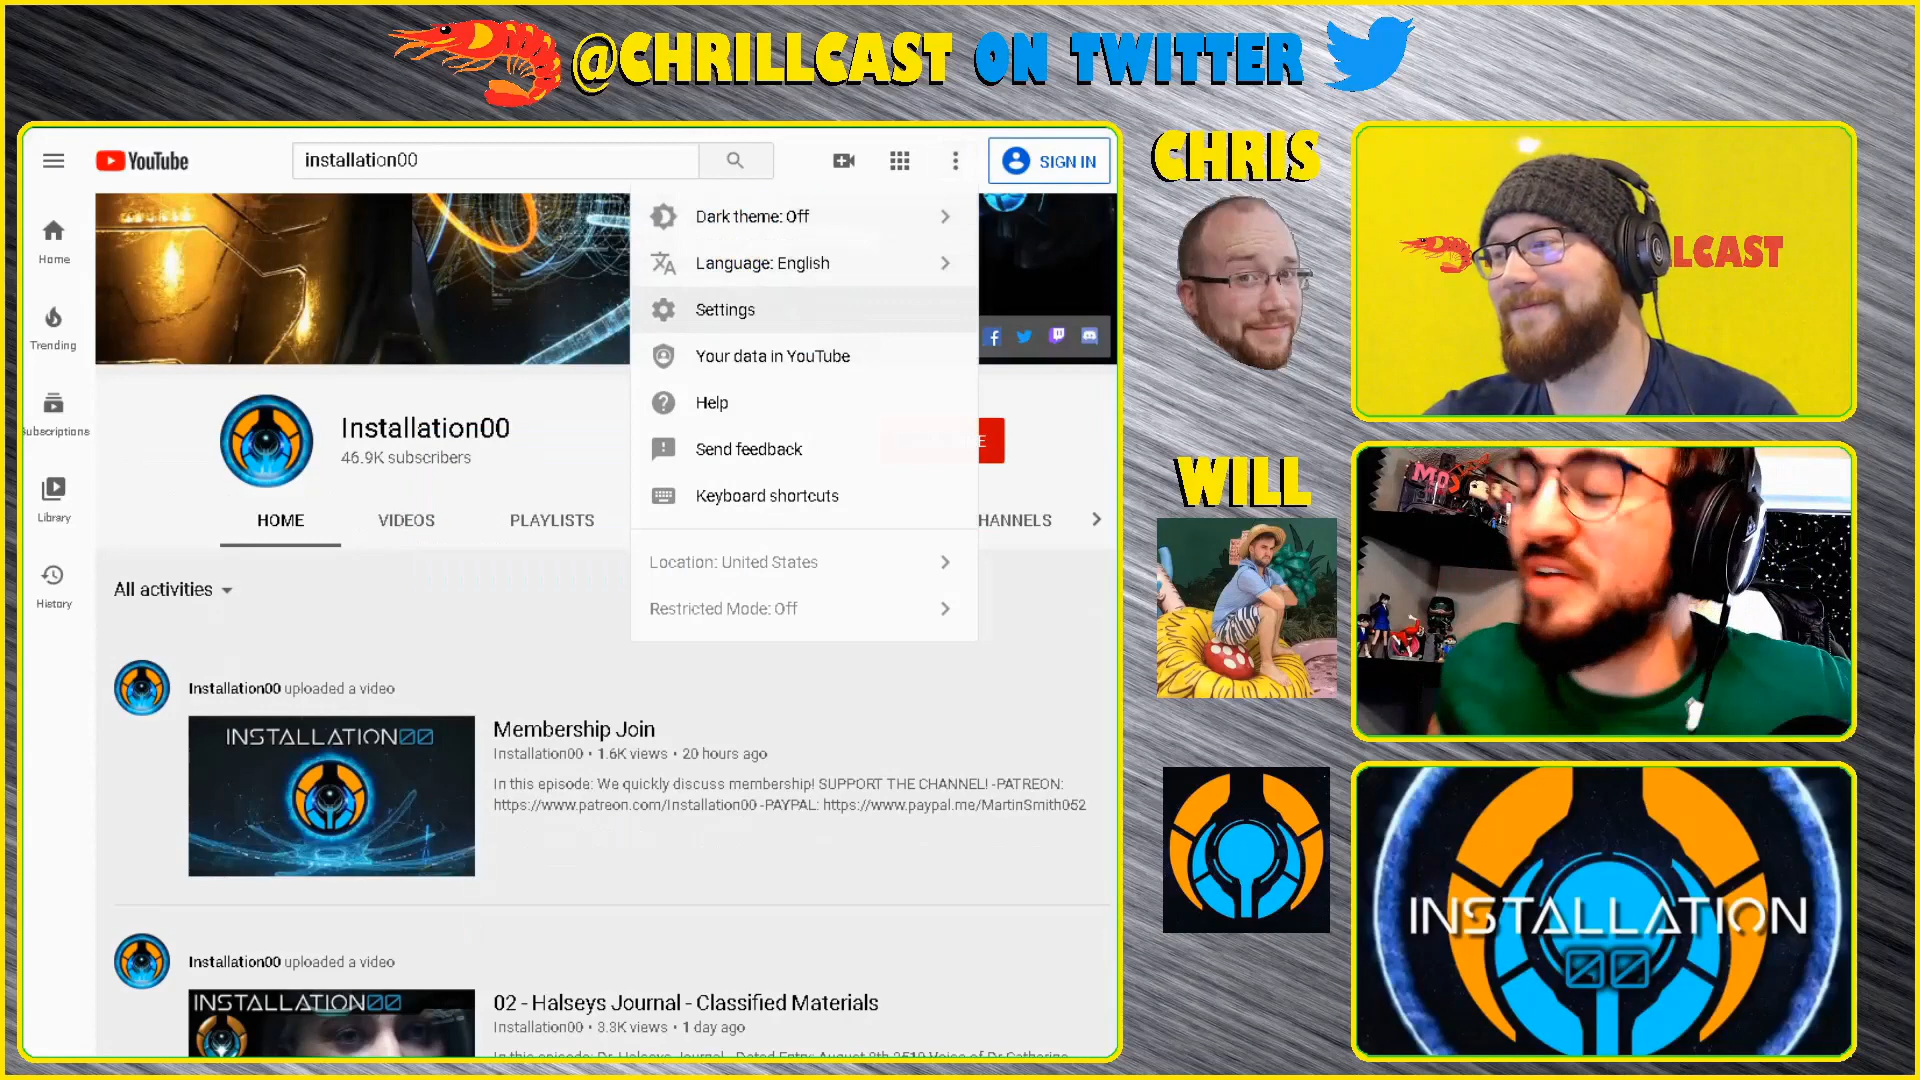 @CHRILLCAST ON TWITTER
YouTube
installation00
SIGN IN
Home
Trending
Subscriptions
Library
History
Dark theme: Off
Language: English
Settings
Your data in YouTube
Help
Send feedback
Keyboard shortcuts
Location: United States
Restricted Mode: Off
Installation00
46.9K subscribers
HOME
VIDEOS
PLAYLISTS
HANNELS
All activities
Installation00 uploaded a video
INSTALLATION00
Membership Join
Installation00 • 1.6K views • 20 hours ago
In this episode: We quickly discuss membership! SUPPORT THE CHANNEL! -PATREON:
https://www.patreon.com/Installation00 -PAYPAL: https://www.paypal.me/MartinSmith052
Installation00 uploaded a video
INSTALLATION00
02 - Halseys Journal - Classified Materials
Installation00 • 3.3K views • 1 day ago
CHRIS
LLCAST
WILL
INSTALLATION
00